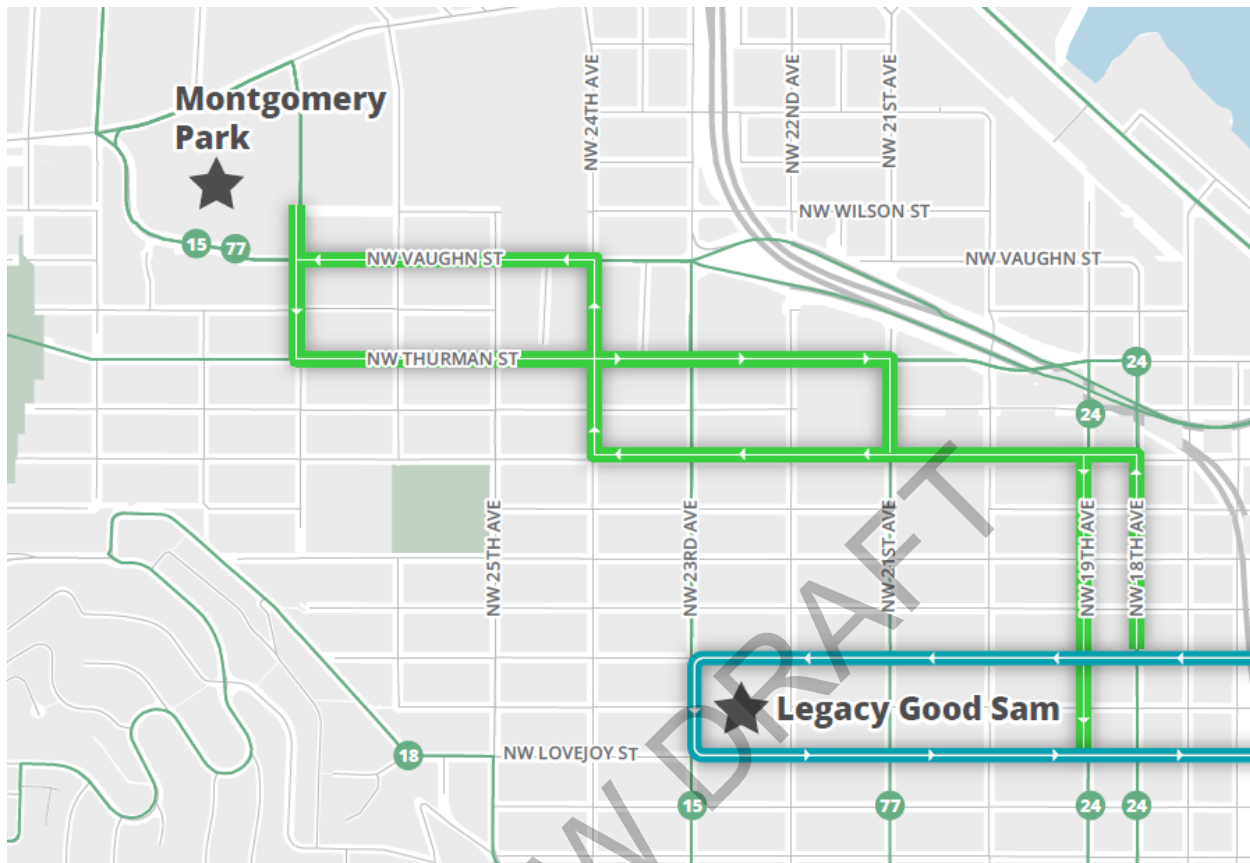 Montgomery
Park
NW 24TH AVE
NW 22ND AVE
NW 21ST AVE
NW WILSON ST
15
77
NW VAUGHN ST
NW VAUGHN ST
NW THURMAN ST
24
24
NW 25TH AVE
NW 23RD AVE
NW 21ST AVE
NW 19TH AVE
NW 18TH AVE
Legacy Good Sam
18
NW LOVEJOY ST
15
77
24
24
W DRAFT